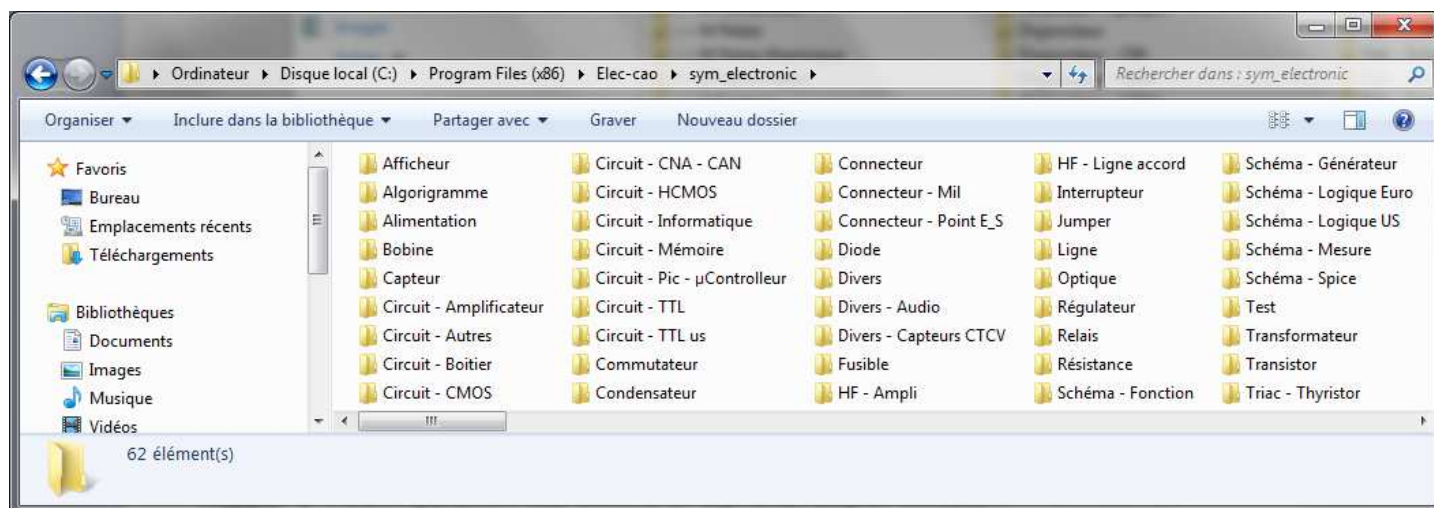 Ordinateur Disque local (C:) Program Files (x86) Elec-cao sym_electronic
Rechercher dans : sym_electronic
Organiser Inclure dans la bibliothèque Partager avec Graver Nouveau dossier
Favoris
Bureau
Emplacements récents
Téléchargements
Bibliothèques
Documents
Images
Musique
Vidéos
Afficheur
Algorigramme
Alimentation
Bobine
Capteur
Circuit - Amplificateur
Circuit - Autres
Circuit - Boitier
Circuit - CMOS
Circuit - CNA - CAN
Circuit - HCMOS
Circuit - Informatique
Circuit - Mémoire
Circuit - Pic - µControlleur
Circuit - TTL
Circuit - TTL us
Commutateur
Condensateur
Connecteur
Connecteur - Mil
Connecteur - Point E_S
Diode
Divers
Divers - Audio
Divers - Capteurs CTCV
Fusible
HF - Ampli
HF - Ligne accord
Interrupteur
Jumper
Ligne
Optique
Régulateur
Relais
Résistance
Schéma - Fonction
Schéma - Générateur
Schéma - Logique Euro
Schéma - Logique US
Schéma - Mesure
Schéma - Spice
Test
Transformateur
Transistor
Triac - Thyristor
62 élément(s)